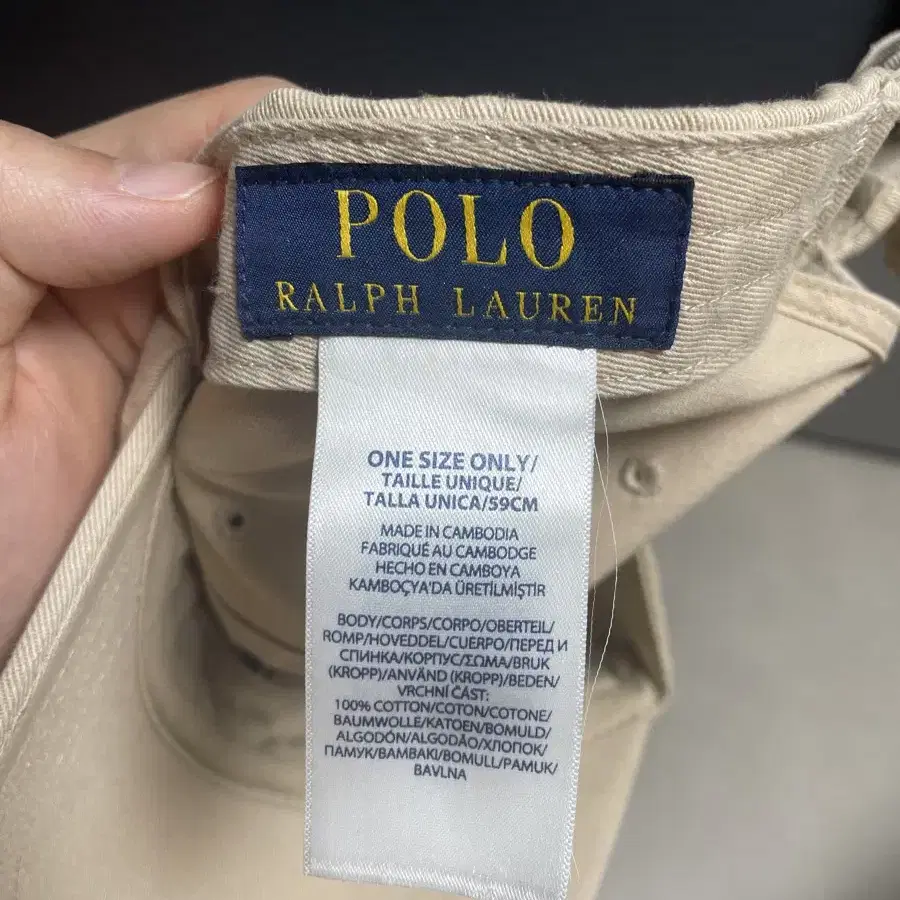 POLO
RALPH LAUREN
ONE SIZE ONLY/
TAILLE UNIQUE/
TALLA UNICA/59CM
MADE IN CAMBODIA
FABRIQUÉ AU CAMBODGE
HECHO EN CAMBOYA
KAMBOÇYA'DA ÜRETİLMİŞTİR
BODY/CORPS/CORPO/OBERTEIL/
ROMP/HOVEDDEL/CUERPO/ПЕРЕД И
СПИНКА/КОРПУС/ΣΩΜΑ/BRUK
(KROPP)/ANVÄND (KROPP)/BEDEN/
VRCHNÍ ČÁST:
100% COTTON/COTON/COTONE/
BAUMWOLLE/KATOEN/BOMULD/
ALGODÓN/ALGODÃO/ХЛОПОК/
ПАМУК/ΒΑΜΒΑΚΙ/BOMULL/PAMUK/
BAVLNA